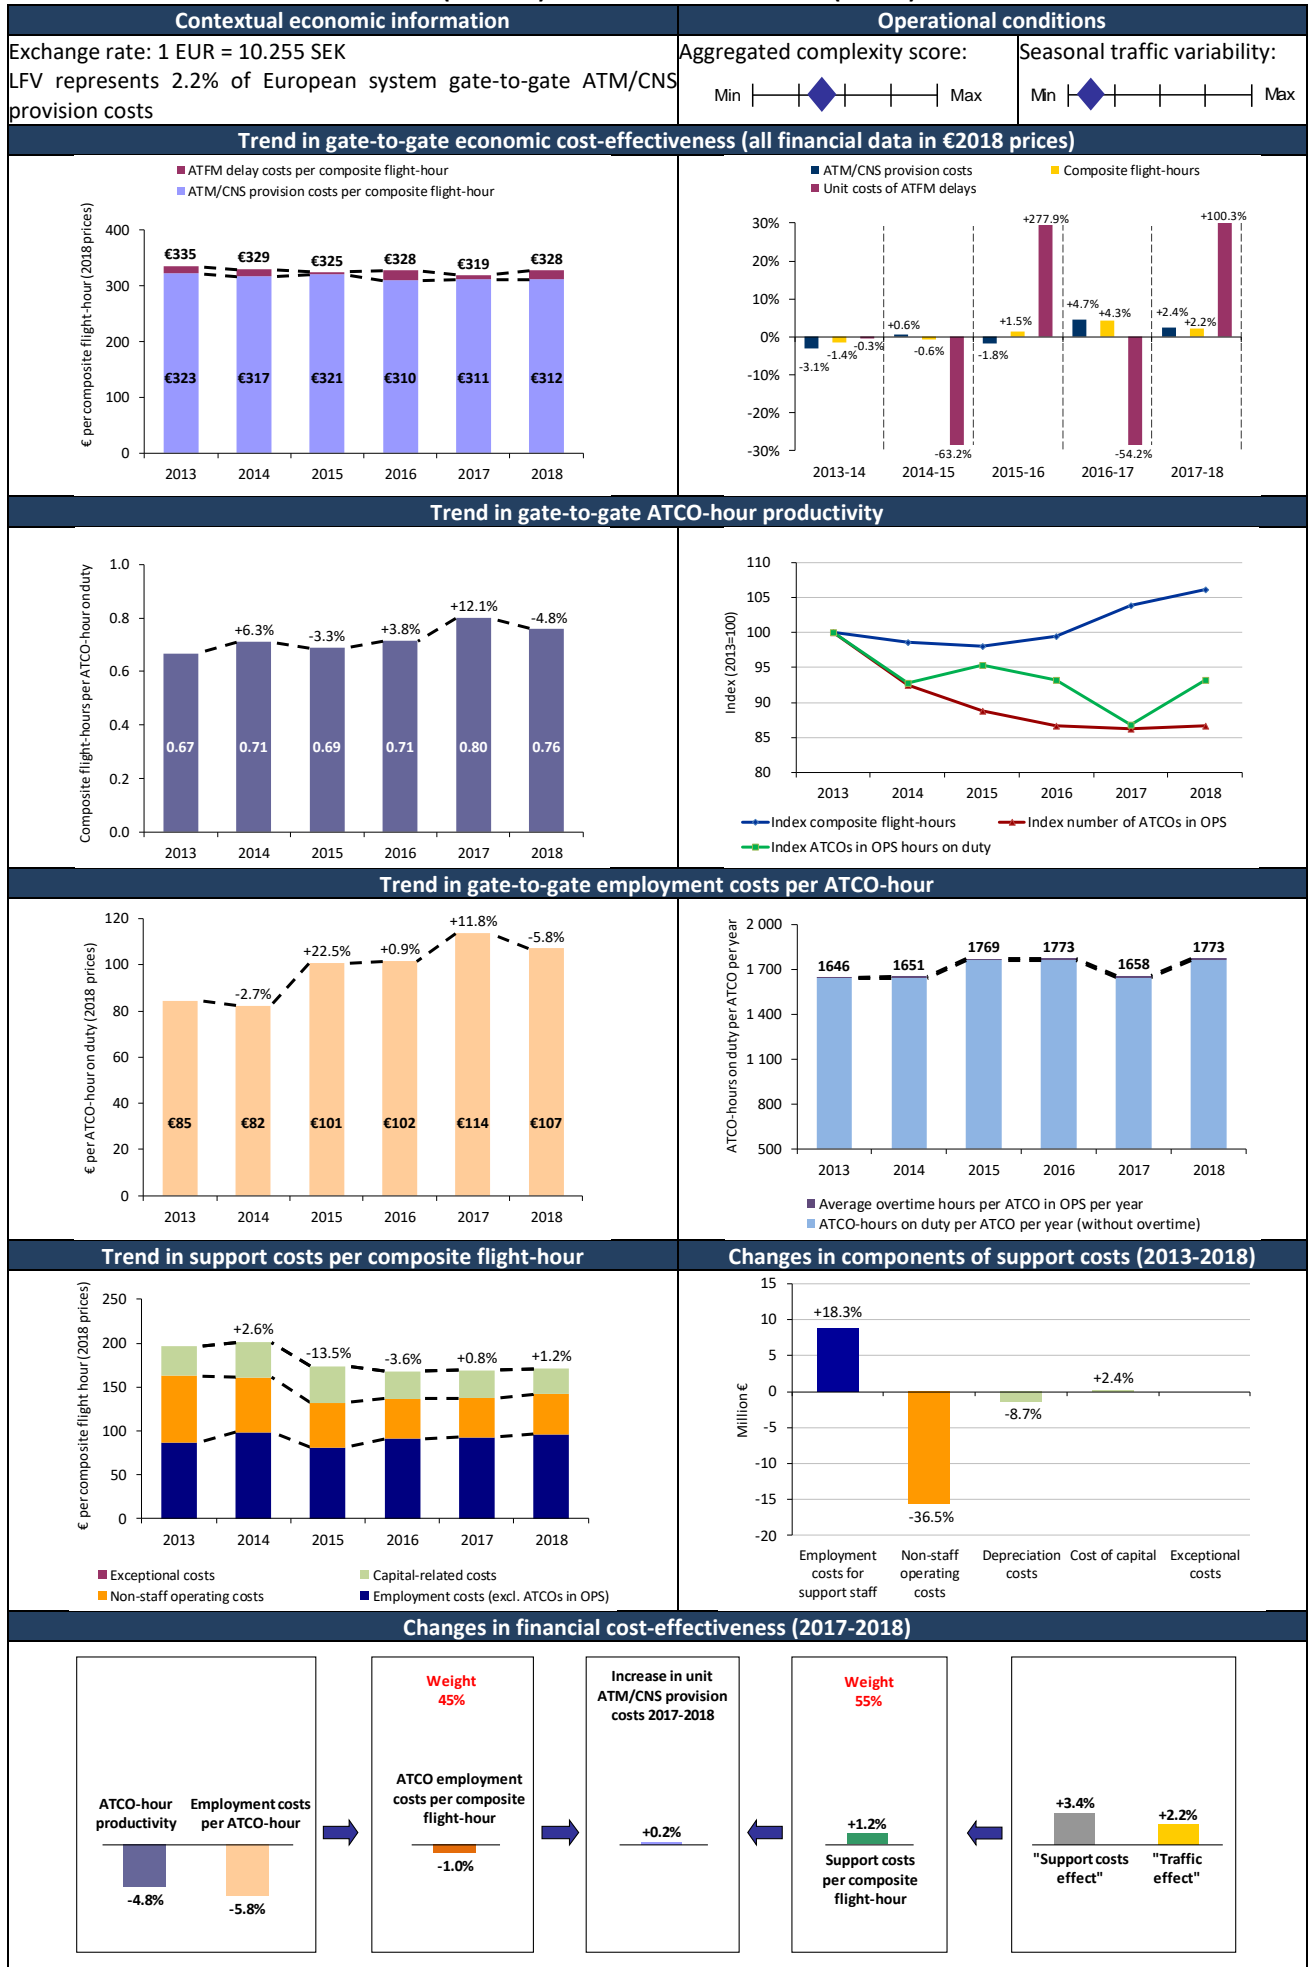 Contextual economic information
Operational conditions
Exchange rate: 1 EUR = 10.255 SEK
LFV represents 2.2% of European system gate-to-gate ATM/CNS
provision costs
Aggregated complexity score:
Min Max
Seasonal traffic variability:
Min Max
Trend in gate-to-gate economic cost-effectiveness (all financial data in €2018 prices)
ATFM delay costs per composite flight-hour
ATM/CNS provision costs per composite flight-hour
€ per composite flight-hour (2018 prices)
400
300
200
100
0
€335 €329 €325 €328 €319 €328
€323 €317 €321 €310 €311 €312
2013 2014 2015 2016 2017 2018
ATM/CNS provision costs Composite flight-hours
Unit costs of ATFM delays
30%
20%
10%
0%
-10%
-20%
-30%
-3.1% -1.4% -0.3%
+0.6% -0.6% -63.2%
-1.8% +1.5% +277.9%
+4.7% +4.3% -54.2%
+2.4% +2.2% +100.3%
2013-14 2014-15 2015-16 2016-17 2017-18
Trend in gate-to-gate ATCO-hour productivity
Composite flight-hours per ATCO-hour on duty
1.0
0.8
0.6
0.4
0.2
0.0
+6.3% -3.3% +3.8% +12.1% -4.8%
0.67 0.71 0.69 0.71 0.80 0.76
2013 2014 2015 2016 2017 2018
Index (2013=100)
110
105
100
95
90
85
80
2013 2014 2015 2016 2017 2018
Index composite flight-hours Index number of ATCOs in OPS
Index ATCOs in OPS hours on duty
Trend in gate-to-gate employment costs per ATCO-hour
€ per ATCO-hour on duty (2018 prices)
120
100
80
60
40
20
0
-2.7% +22.5% +0.9% +11.8% -5.8%
€85 €82 €101 €102 €114 €107
2013 2014 2015 2016 2017 2018
ATCO-hours on duty per ATCO per year
2 000
1 700
1 400
1 100
800
500
1646 1651 1769 1773 1658 1773
2013 2014 2015 2016 2017 2018
Average overtime hours per ATCO in OPS per year
ATCO-hours on duty per ATCO per year (without overtime)
Trend in support costs per composite flight-hour
€ per composite flight hour (2018 prices)
250
200
150
100
50
0
+2.6% -13.5% -3.6% +0.8% +1.2%
2013 2014 2015 2016 2017 2018
Exceptional costs Capital-related costs
Non-staff operating costs Employment costs (excl. ATCOs in OPS)
Changes in components of support costs (2013-2018)
Million €
15
10
5
0
-5
-10
-15
-20
+18.3% -36.5% -8.7% +2.4%
Employment Non-staff Depreciation Cost of capital Exceptional
costs for operating costs costs
support staff costs
Changes in financial cost-effectiveness (2017-2018)
ATCO-hour Employment costs
productivity per ATCO-hour
-4.8%
-5.8%
Weight
45%
ATCO employment
costs per composite
flight-hour
-1.0%
Increase in unit
ATM/CNS provision
costs 2017-2018
+0.2%
Weight
55%
+1.2%
Support costs
per composite
flight-hour
+3.4% +2.2%
"Support costs "Traffic
effect" effect"